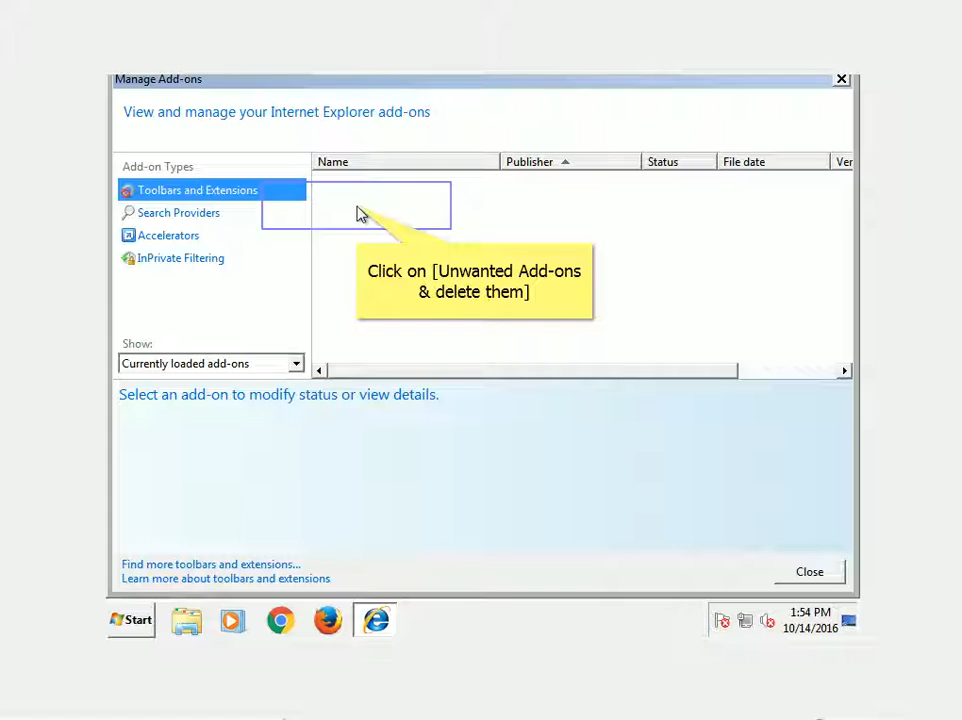 Manage Add-ons
View and manage your Internet Explorer add-ons
Add-on Types
Name Publisher Status File date Ver
Toolbars and Extensions
Search Providers
Accelerators
InPrivate Filtering
Click on [Unwanted Add-ons
& delete them]
Show:
Currently loaded add-ons
Select an add-on to modify status or view details.
Find more toolbars and extensions...
Learn more about toolbars and extensions
Close
Start
1:54 PM
10/14/2016